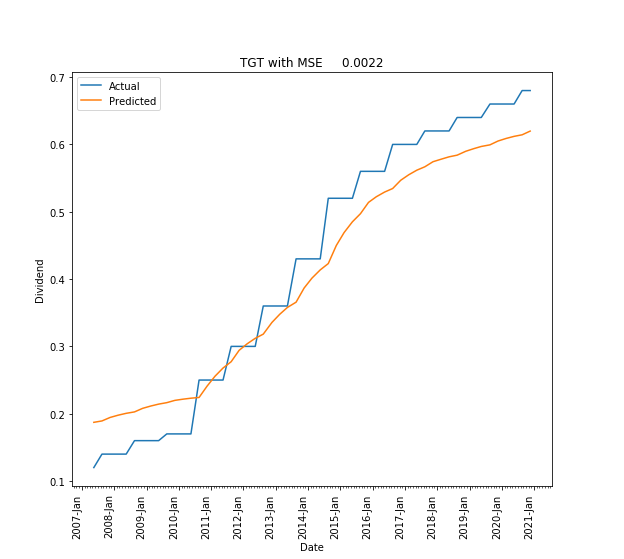 TGT with MSE 0.0022
Actual
Predicted
0.7
0.6
0.5
0.4
0.3
0.2
0.1
Dividend
2007-Jan
2008-Jan
2009-Jan
2010-Jan
2011-Jan
2012-Jan
2013-Jan
2014-Jan
2015-Jan
2016-Jan
2017-Jan
2018-Jan
2019-Jan
2020-Jan
2021-Jan
Date